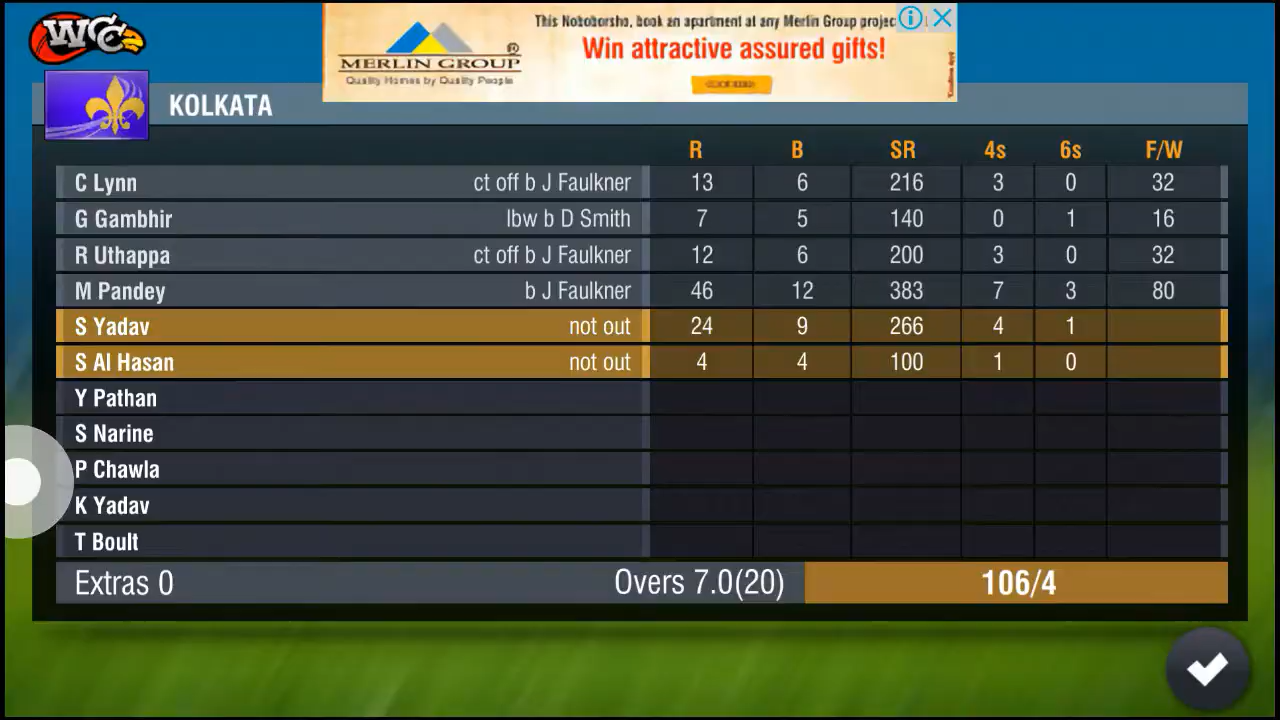 WCC
This Noboborsho, book an apartment at any Merlin Group projec
Win attractive assured gifts!
MERLIN GROUP ®
Quality Homes by Quality People
KOLKATA
R B SR 4s 6s F/W
C Lynn ct off b J Faulkner 13 6 216 3 0 32
G Gambhir lbw b D Smith 7 5 140 0 1 16
R Uthappa ct off b J Faulkner 12 6 200 3 0 32
M Pandey b J Faulkner 46 12 383 7 3 80
S Yadav not out 24 9 266 4 1
S Al Hasan not out 4 4 100 1 0
Y Pathan
S Narine
P Chawla
K Yadav
T Boult
Extras 0 Overs 7.0(20) 106/4